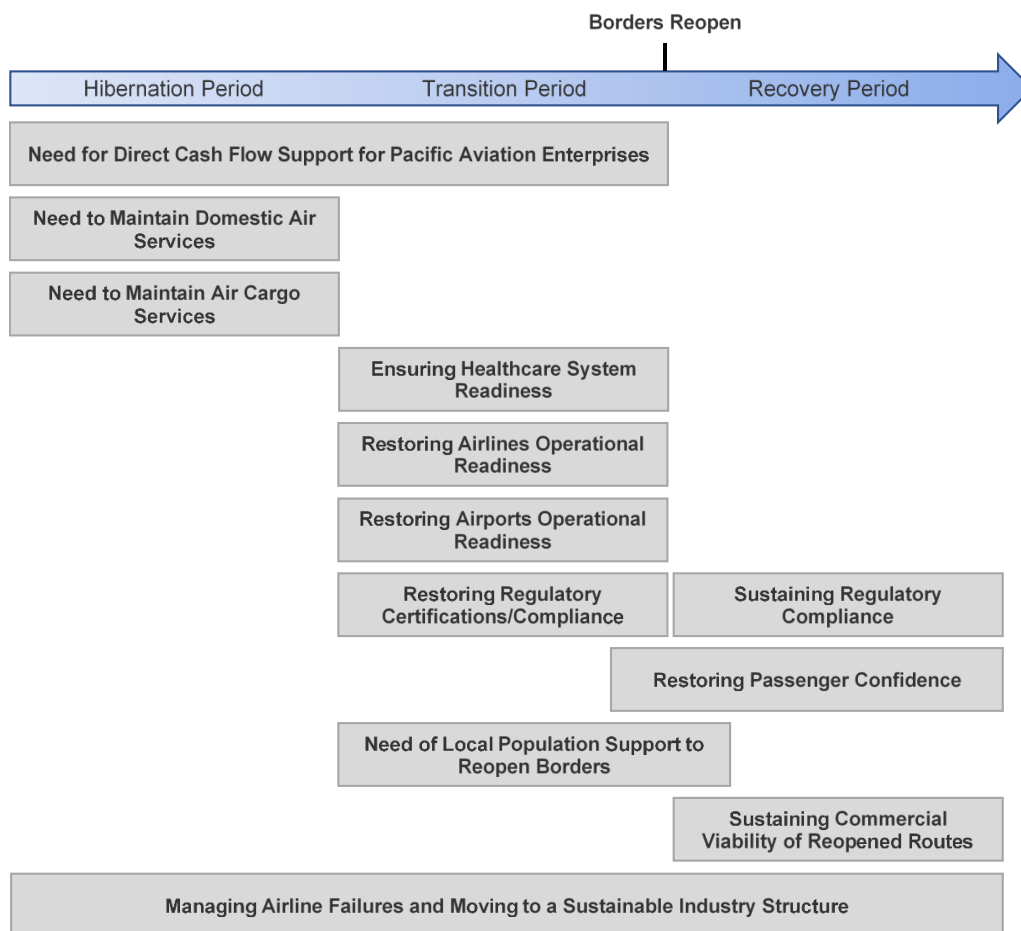 Borders Reopen
Hibernation Period
Transition Period
Recovery Period
Need for Direct Cash Flow Support for Pacific Aviation Enterprises
Need to Maintain Domestic Air
Services
Need to Maintain Air Cargo
Services
Ensuring Healthcare System
Readiness
Restoring Airlines Operational
Readiness
Restoring Airports Operational
Readiness
Restoring Regulatory
Certifications/Compliance
Sustaining Regulatory
Compliance
Restoring Passenger Confidence
Need of Local Population Support to
Reopen Borders
Sustaining Commercial
Viability of Reopened Routes
Managing Airline Failures and Moving to a Sustainable Industry Structure